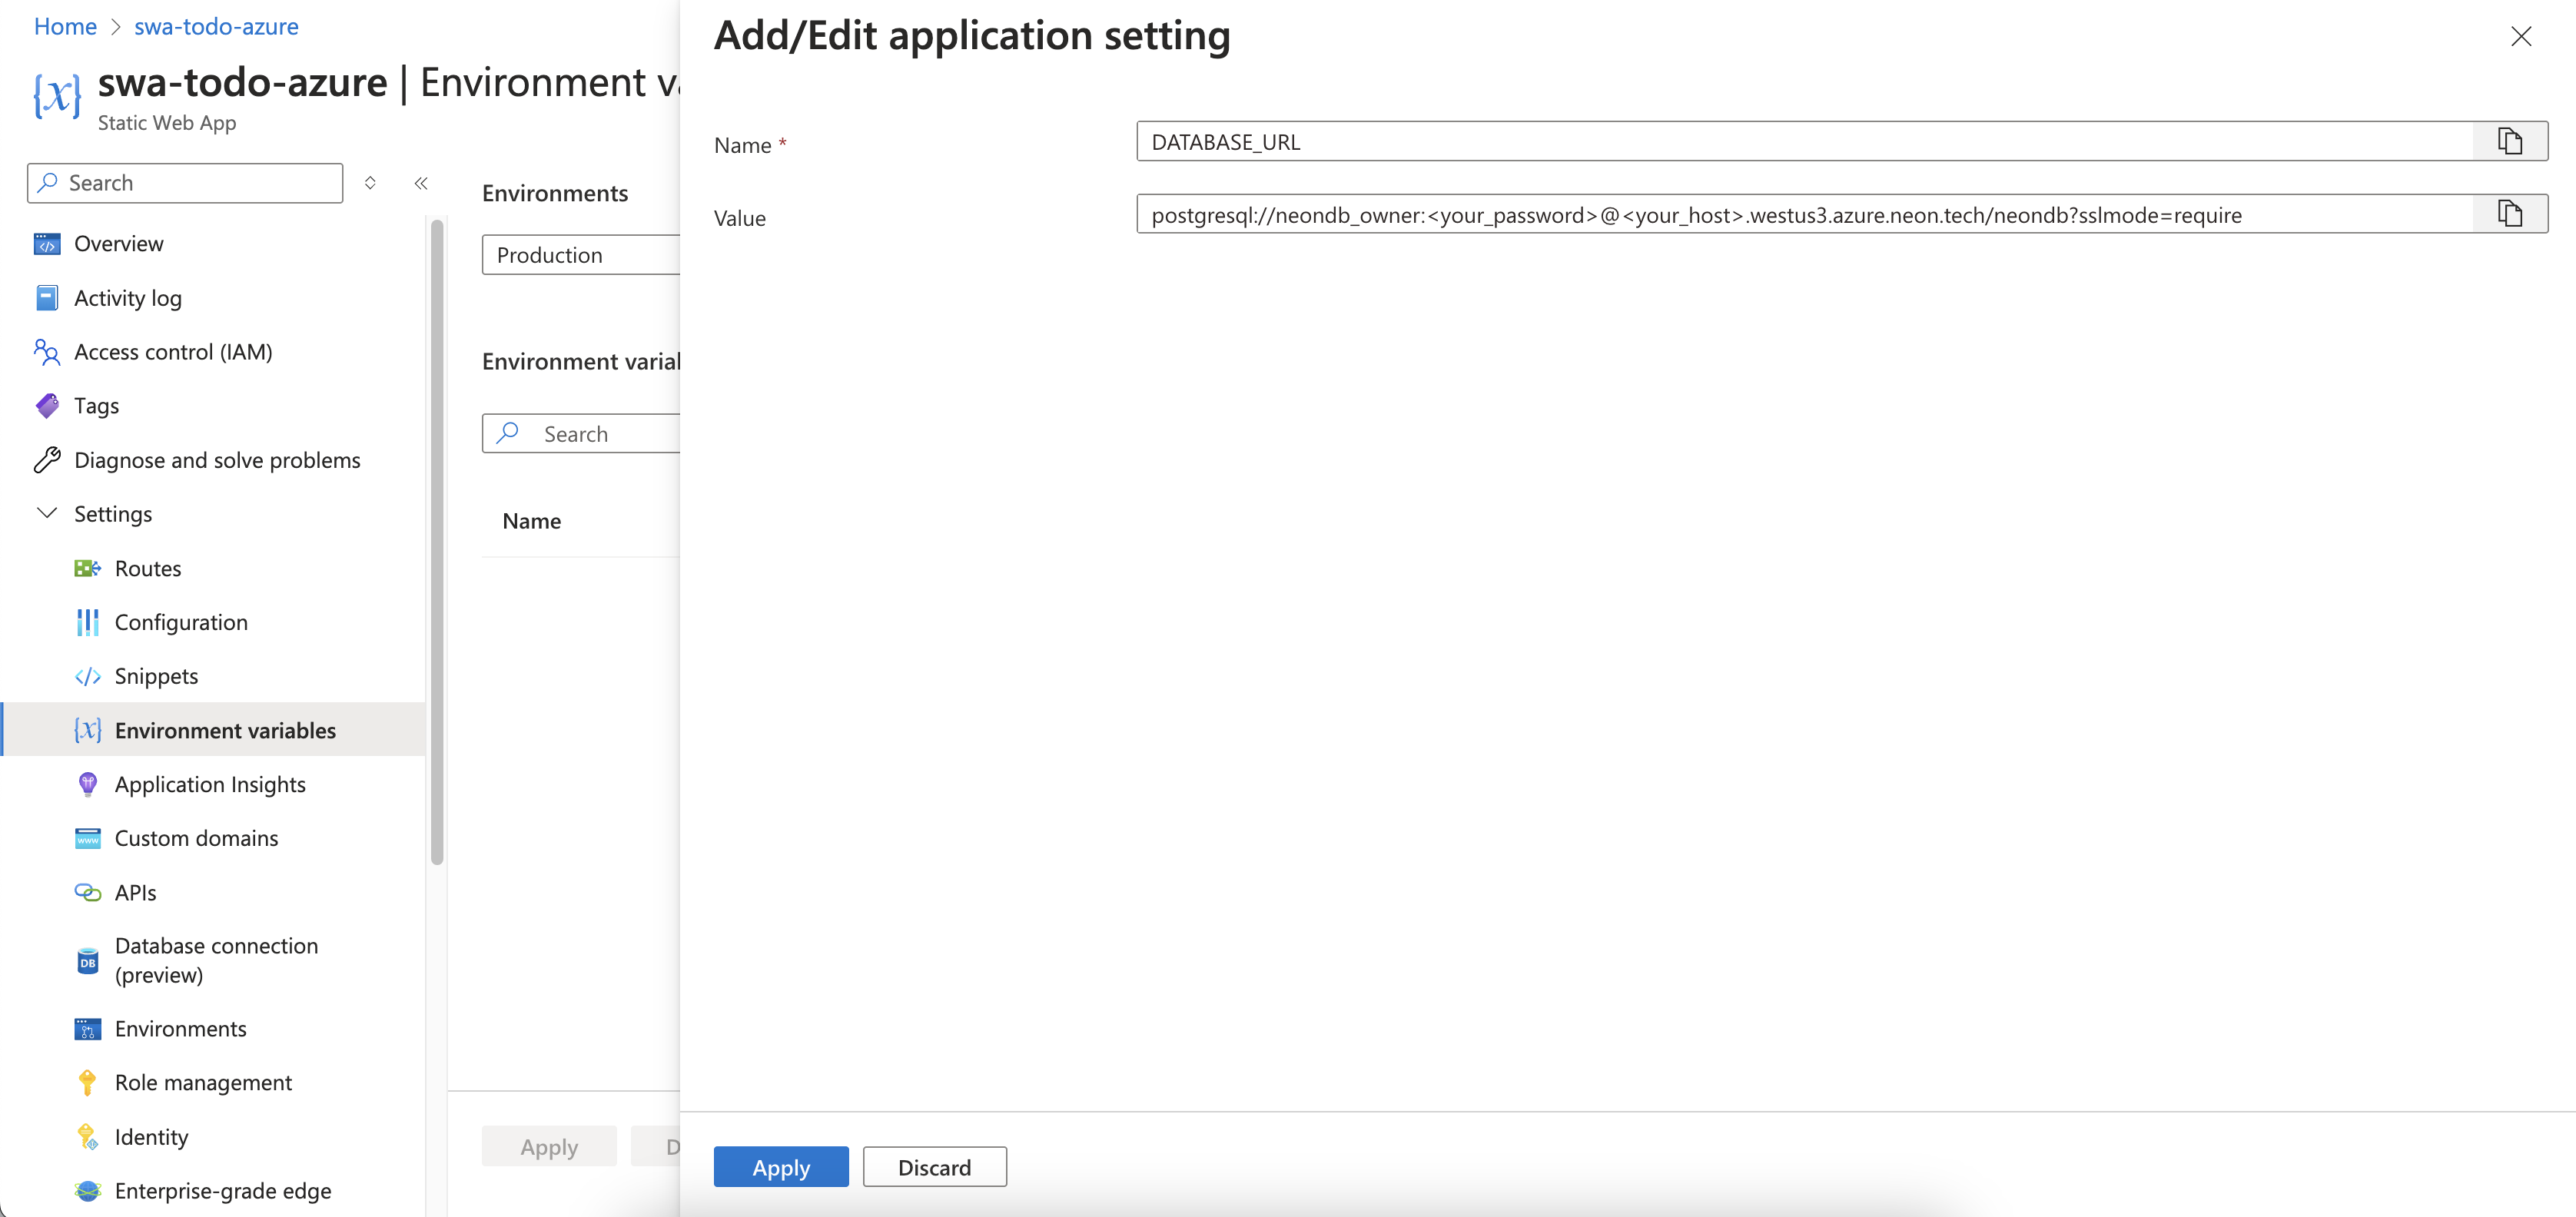 Home > swa-todo-azure
swa-todo-azure | Environment va
Static Web App
Search
Overview
Activity log
Access control (IAM)
Tags
Diagnose and solve problems
Settings
Routes
Configuration
Snippets
Environment variables
Application Insights
Custom domains
APIs
Database connection
(preview)
Environments
Role management
Identity
Enterprise-grade edge
Environments
Production
Environment varial
Search
Name
Apply
D
Add/Edit application setting
Name *
DATABASE_URL
Value
postgresql://neondb_owner:<your_password>@<your_host>.westus3.azure.neon.tech/neondb?sslmode=require
Apply
Discard